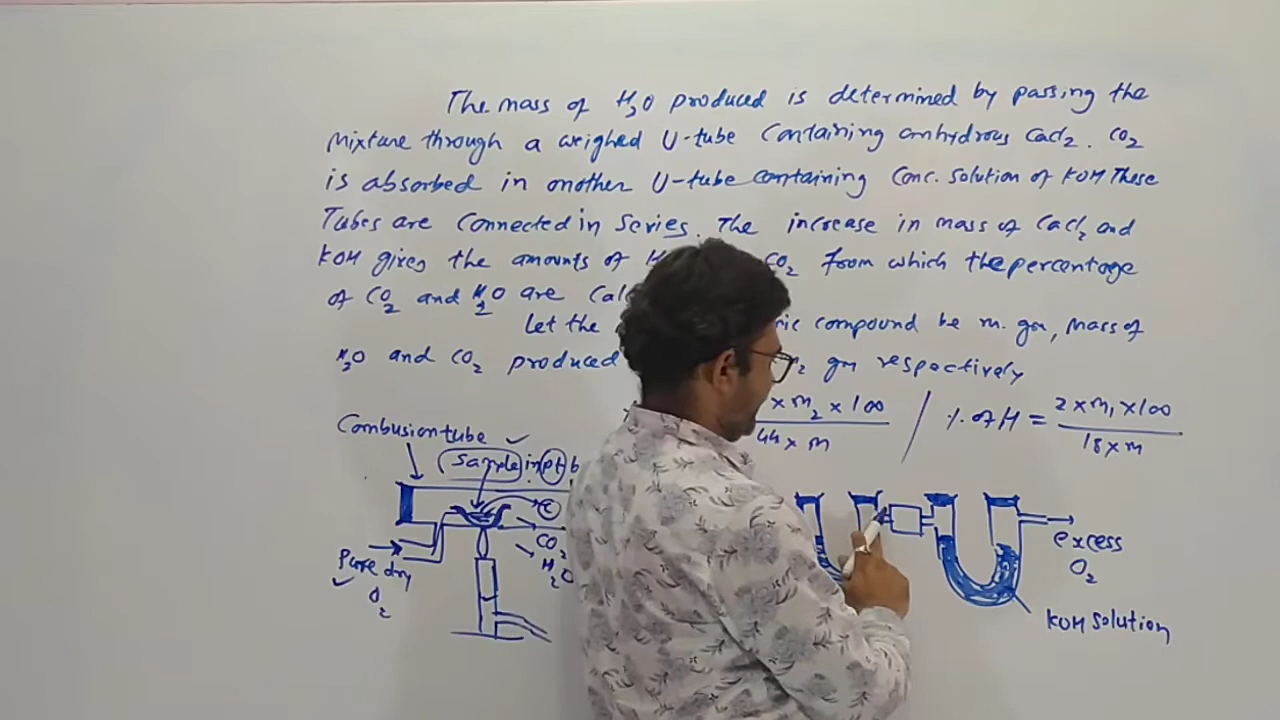 The mass of H2O produced is determined by passing the
Mixture through a weighed U-tube Containing anhydrous CaCl2. CO2
is absorbed in another U-tube containing Conc. Solution of KOH These
Tubes are Connected in Series. The increase in mass of CaCl2 and
KOH gives the amounts of H CO2 from which the percentage
of CO2 and H2O are Cal
Let the compound be m. gm, Mass of
H2O and CO2 produced gm respectively
x m2 x 100 / 44 x m
/ %. of H = 2 x m1 x 100 / 18 x m
Combusion tube ✓
Sample in pt b
C
CO2
H2O
Pure dry
✓ O2
excess
O2
KOH Solution